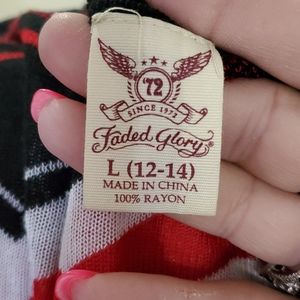 '72
SINCE 1972
Faded Glory®
L (12-14)
MADE IN CHINA
100% RAYON